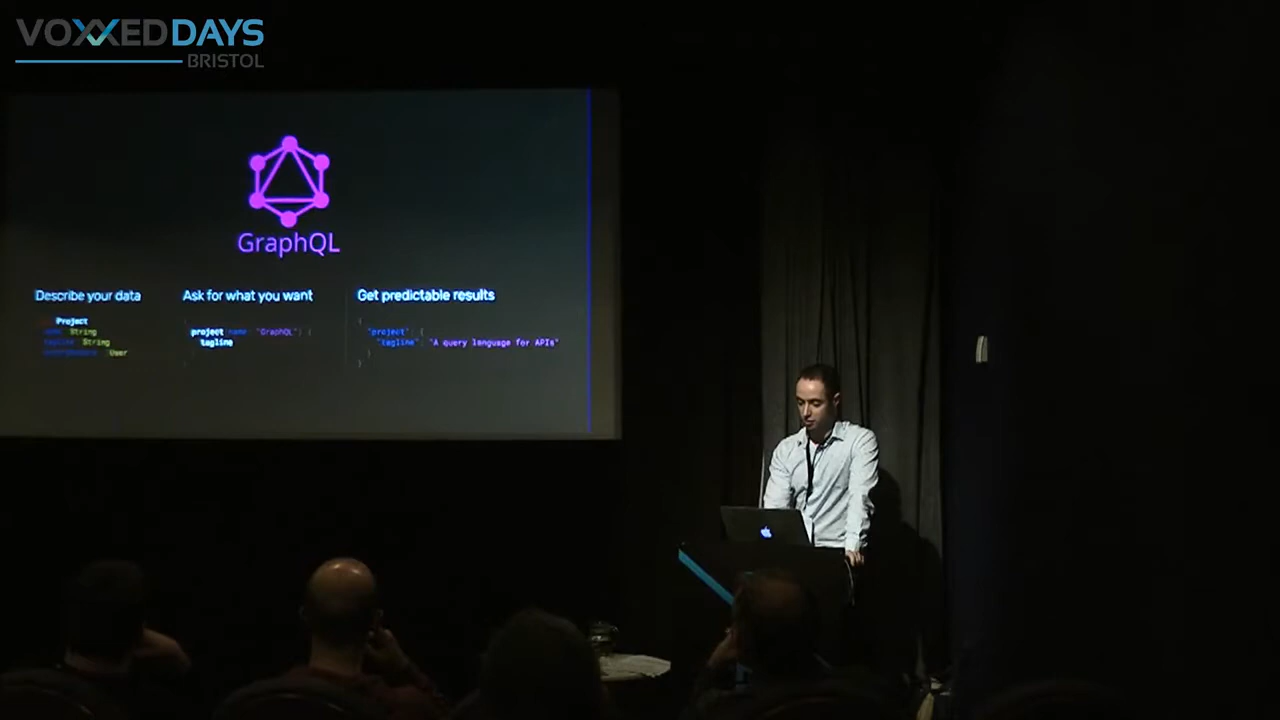 VOXXEDDAYS
BRISTOL
GraphQL
Describe your data
Ask for what you want
Get predictable results
Project
String
String
User
project name "GraphQL") {
tagline
{
"project": {
"tagline": "A query language for APIs"